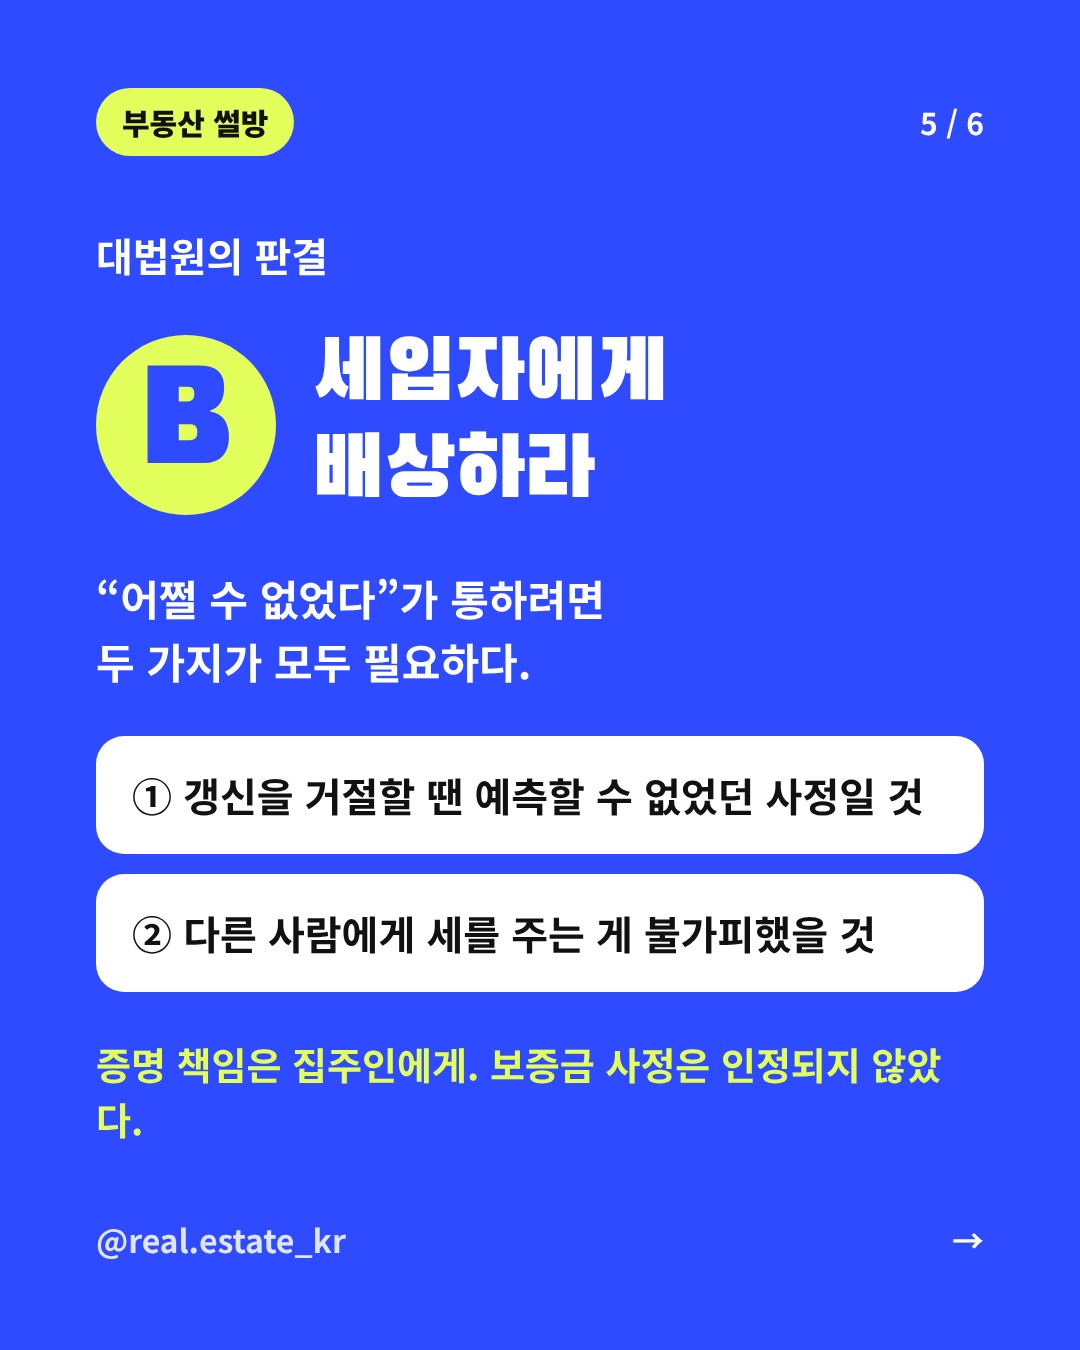 부동산 썰방
5 / 6
대법원의 판결
B
세입자에게
배상하라
“어쩔 수 없었다”가 통하려면
두 가지가 모두 필요하다.
① 갱신을 거절할 땐 예측할 수 없었던 사정일 것
② 다른 사람에게 세를 주는 게 불가피했을 것
증명 책임은 집주인에게. 보증금 사정은 인정되지 않았
다.
@real.estate_kr
→